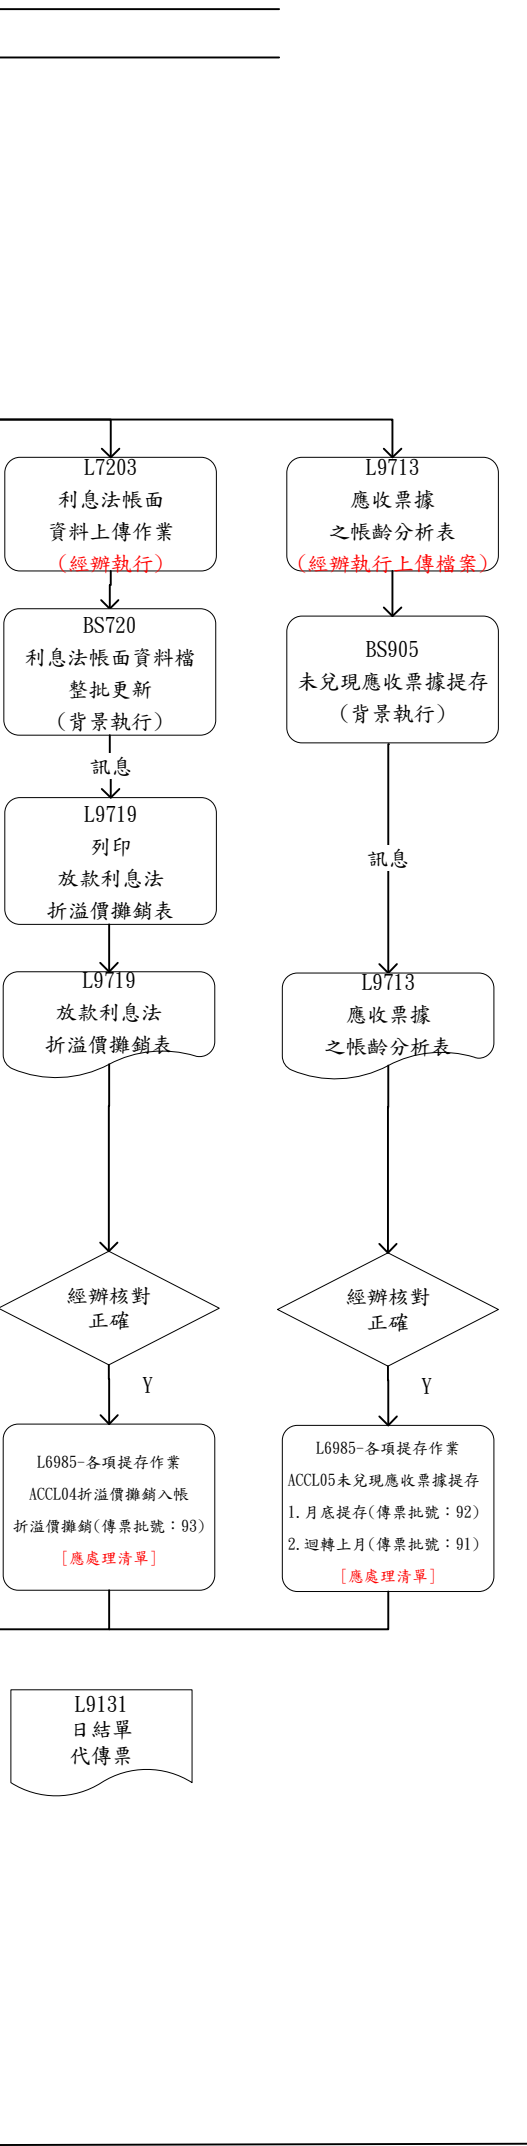 L7203
利息法帳面
資料上傳作業
(經辦執行)
BS720
利息法帳面資料檔
整批更新
(背景執行)
訊息
L9719
列印
放款利息法
折溢價攤銷表
L9719
放款利息法
折溢價攤銷表
經辦核對
正確
Y
L6985-各項提存作業
ACCL04折溢價攤銷入帳
折溢價攤銷(傳票批號：93)
[應處理清單]
L9713
應收票據
之帳齡分析表
(經辦執行上傳檔案)
BS905
未兌現應收票據提存
(背景執行)
訊息
L9713
應收票據
之帳齡分析表
經辦核對
正確
Y
L6985-各項提存作業
ACCL05未兌現應收票據提存
1.月底提存(傳票批號：92)
2.迴轉上月(傳票批號：91)
[應處理清單]
L9131
日結單
代傳票